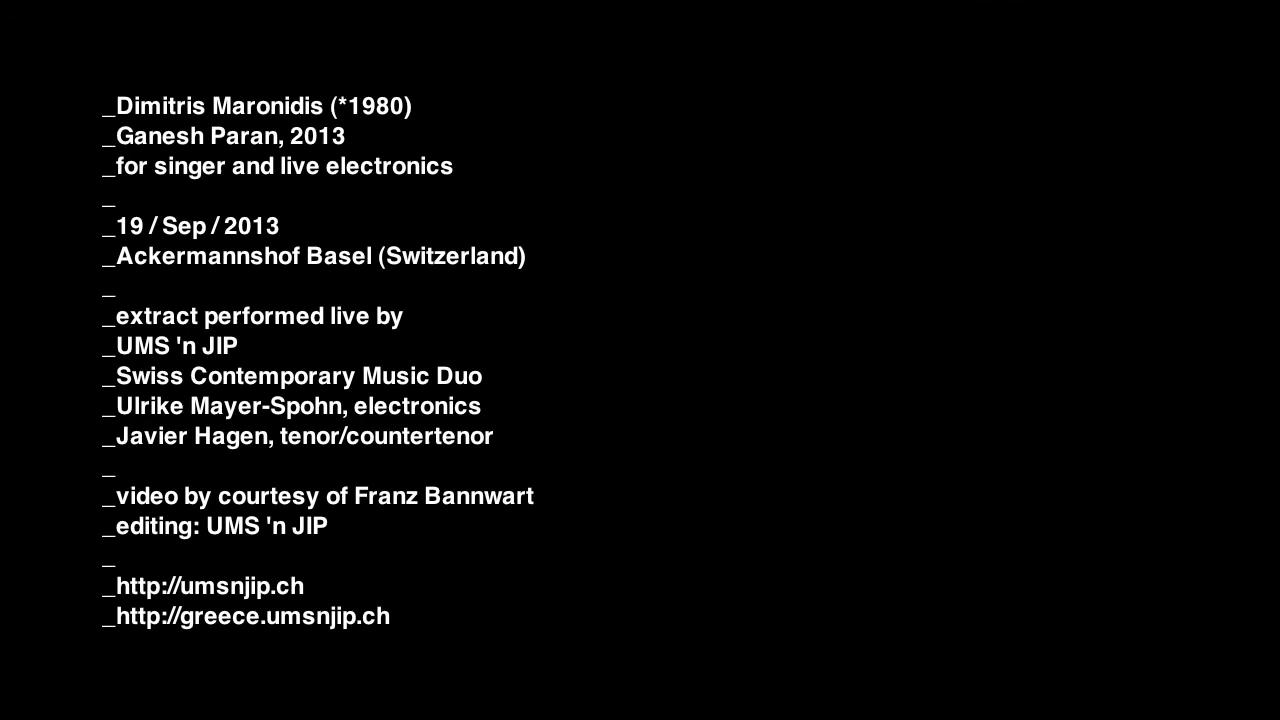 _Dimitris Maronidis (*1980)
_Ganesh Paran, 2013
_for singer and live electronics
_
_19 / Sep / 2013
_Ackermannshof Basel (Switzerland)
_
_extract performed live by
_UMS 'n JIP
_Swiss Contemporary Music Duo
_Ulrike Mayer-Spohn, electronics
_Javier Hagen, tenor/countertenor
_
_video by courtesy of Franz Bannwart
_editing: UMS 'n JIP
_
_http://umsnjip.ch
_http://greece.umsnjip.ch